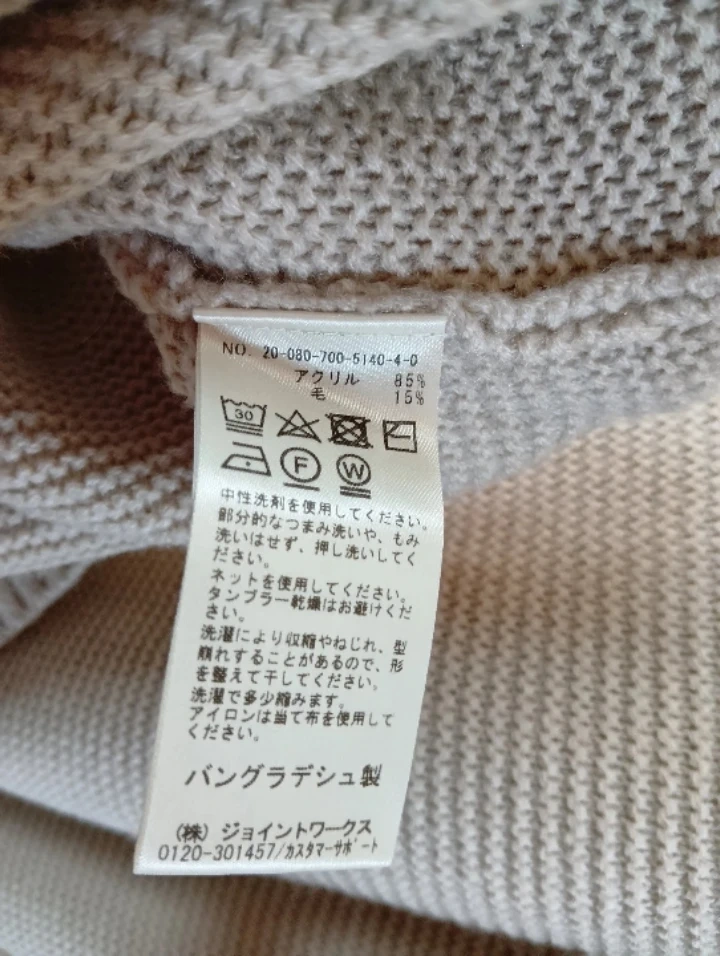 NO. 20-080-700-5140-4-0
アクリル 85%
毛 15%
30
F W
中性洗剤を使用してください。
部分的なつまみ洗いや、もみ
洗いはせず、押し洗いしてく
ださい。
ネットを使用してください。
タンブラー乾燥はお避けくだ
さい。
洗濯により収縮やねじれ、型
崩れすることがあるので、形
を整えて干してください。
洗濯で多少縮みます。
アイロンは当て布を使用して
ください。
バングラデシュ製
(株) ジョイントワークス
0120-301457/カスタマーサポート